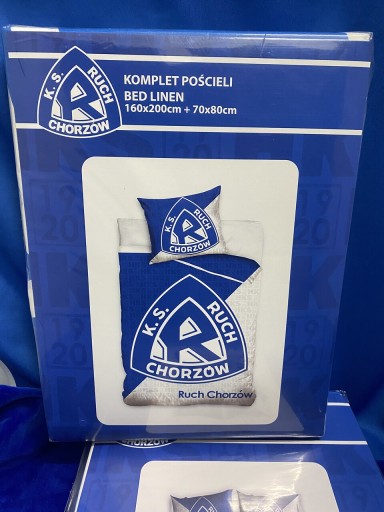 K.S.
RUCH
R
CHORZÓW
KOMPLET POŚCIELI
BED LINEN
160x200cm + 70x80cm
K.S.
RUCH
R
CHORZÓW
K.S.
RUCH
R
CHORZÓW
Ruch Chorzów